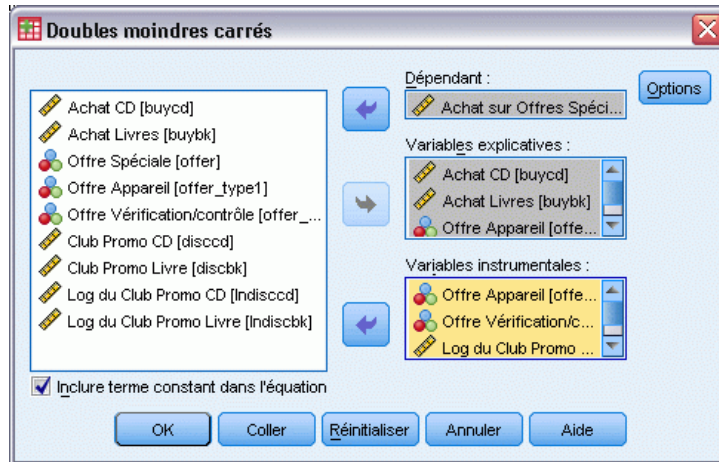 Doubles moindres carrés
Achat CD [buycd]
Achat Livres [buybk]
Offre Spéciale [offer]
Offre Appareil [offer_type1]
Offre Vérification/contrôle [offer_...
Club Promo CD [disccd]
Club Promo Livre [discbk]
Log du Club Promo CD [lndisccd]
Log du Club Promo Livre [lndiscbk]
Inclure terme constant dans l'équation
Dépendant :
Achat sur Offres Spéci...
Variables explicatives :
Achat CD [buycd]
Achat Livres [buybk]
Offre Appareil [offe...
Variables instrumentales :
Offre Appareil [offe...
Offre Vérification/c...
Log du Club Promo ...
Options
OK
Coller
Réinitialiser
Annuler
Aide